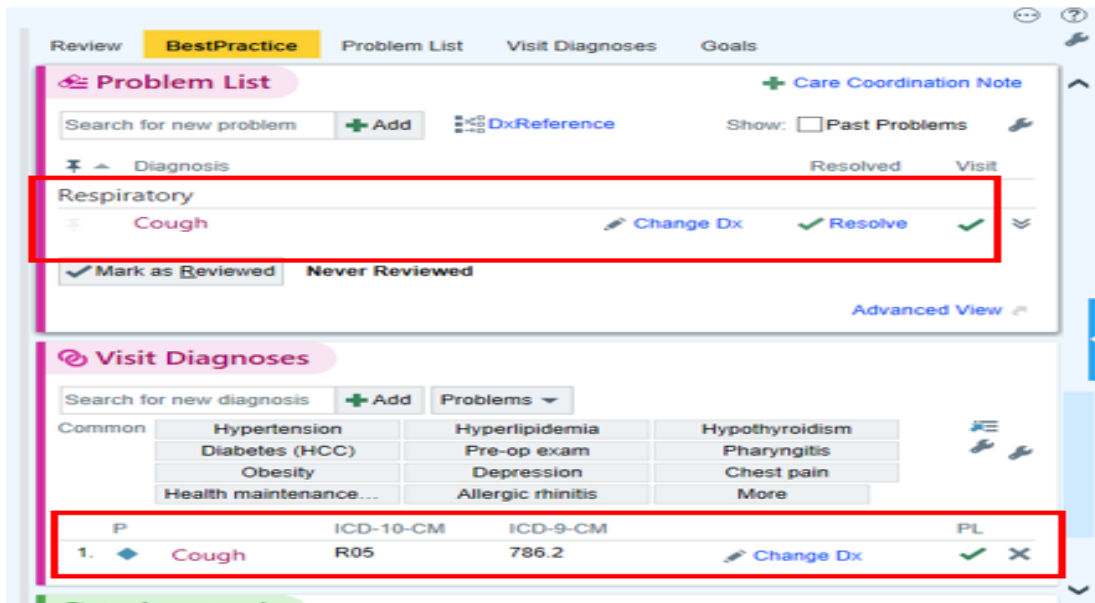 Review BestPractice Problem List Visit Diagnoses Goals
Problem List Care Coordination Note
Search for new problem Add DxReference Show: Past Problems
Diagnosis Resolved Visit
Respiratory
Cough Change Dx Resolve
Mark as Reviewed Never Reviewed
Advanced View
Visit Diagnoses
Search for new diagnosis Add Problems
Common Hypertension Hyperlipidemia Hypothyroidism
Diabetes (HCC) Pre-op exam Pharyngitis
Obesity Depression Chest pain
Health maintenance... Allergic rhinitis More
P ICD-10-CM ICD-9-CM PL
1. Cough R05 786.2 Change Dx